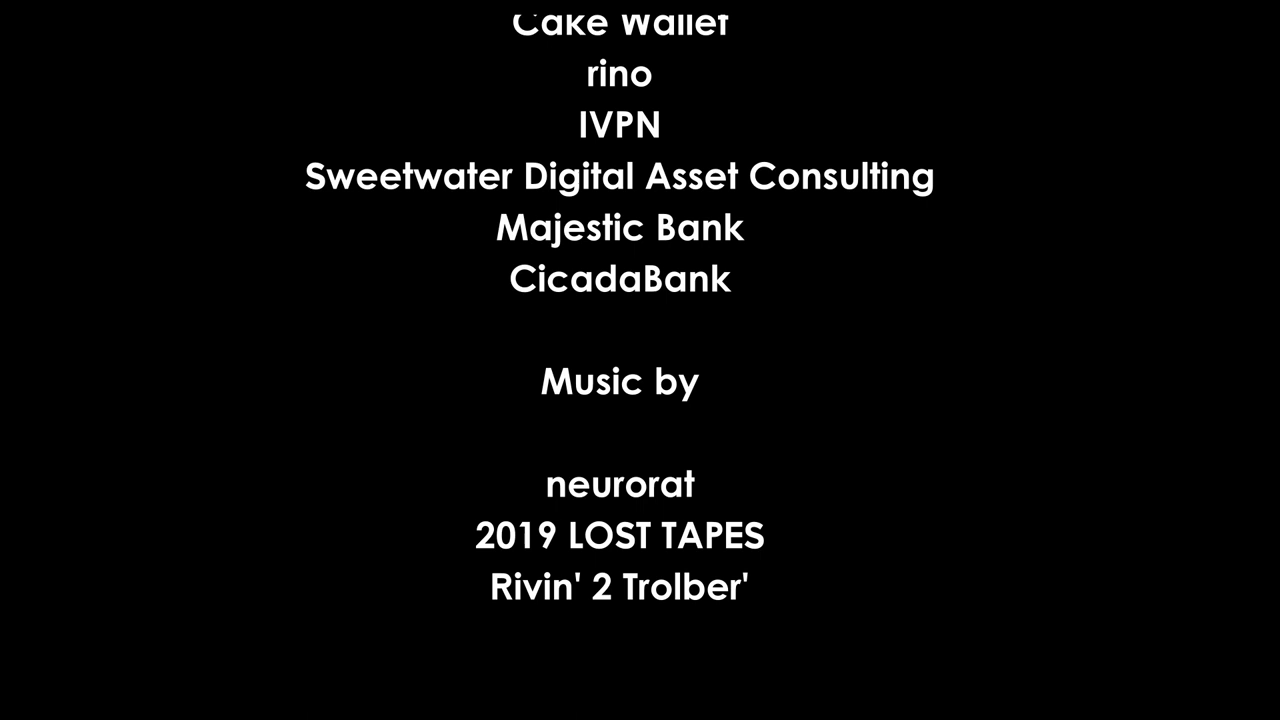 Cake Wallet
rino
IVPN
Sweetwater Digital Asset Consulting
Majestic Bank
CicadaBank
Music by
neurorat
2019 LOST TAPES
Rivin' 2 Trolber'